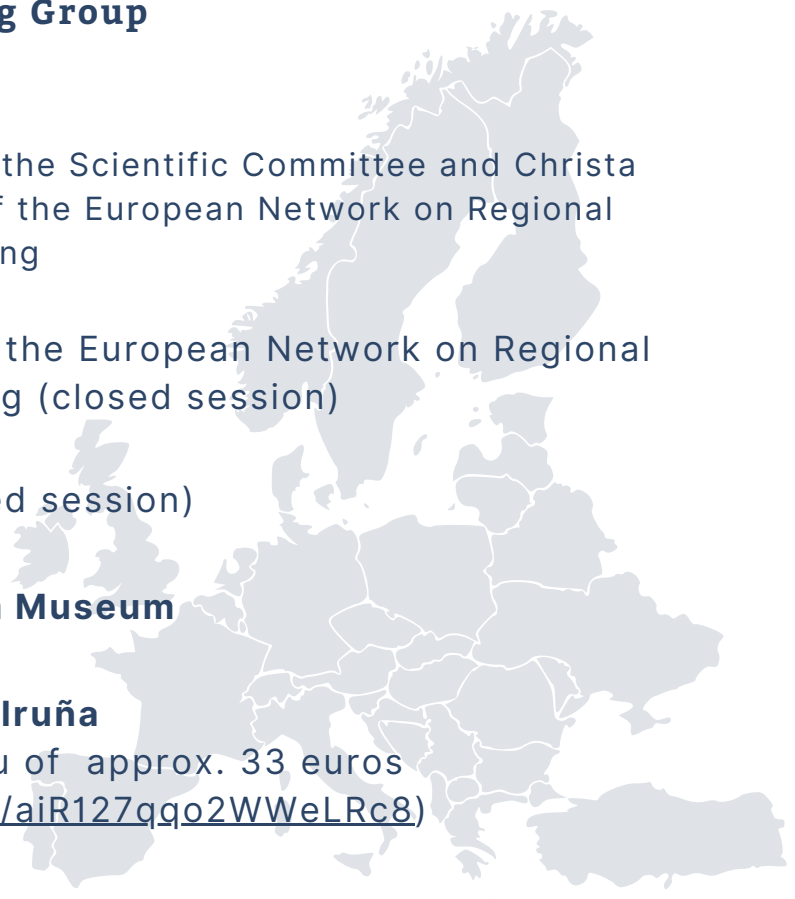 g Group
the Scientific Committee and Christa
f the European Network on Regional
ng
the European Network on Regional
g (closed session)
ed session)
Museum
Iruña
u of approx. 33 euros
/aiR127qqo2WWeLRc8)